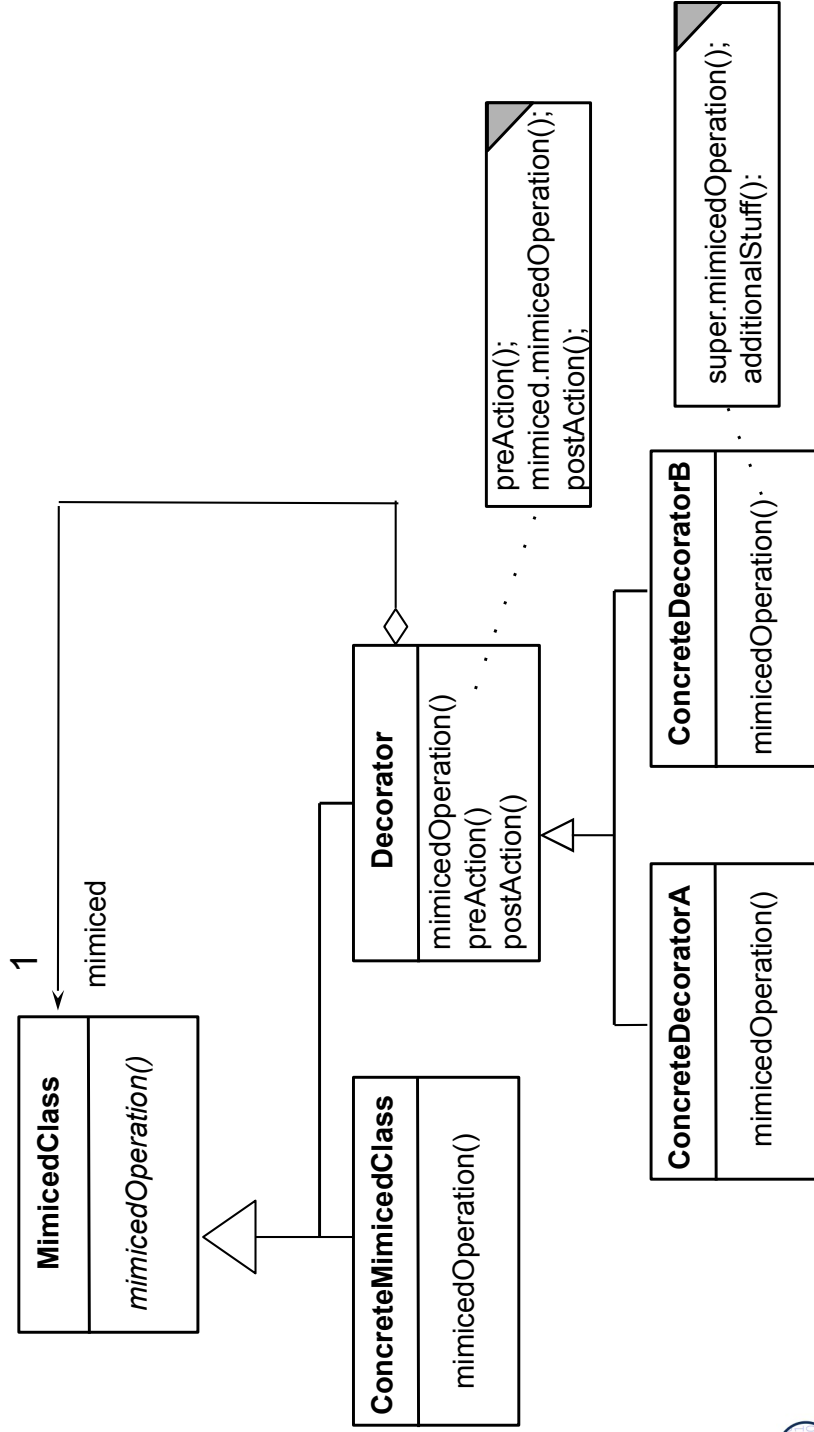 MimicedClass
mimicedOperation()
1
mimiced
ConcreteMimicedClass
mimicedOperation()
Decorator
mimicedOperation()
preAction()
postAction()
preAction();
mimiced.mimicedOperation();
postAction();
ConcreteDecoratorA
mimicedOperation()
ConcreteDecoratorB
mimicedOperation()
super.mimicedOperation();
additionalStuff():